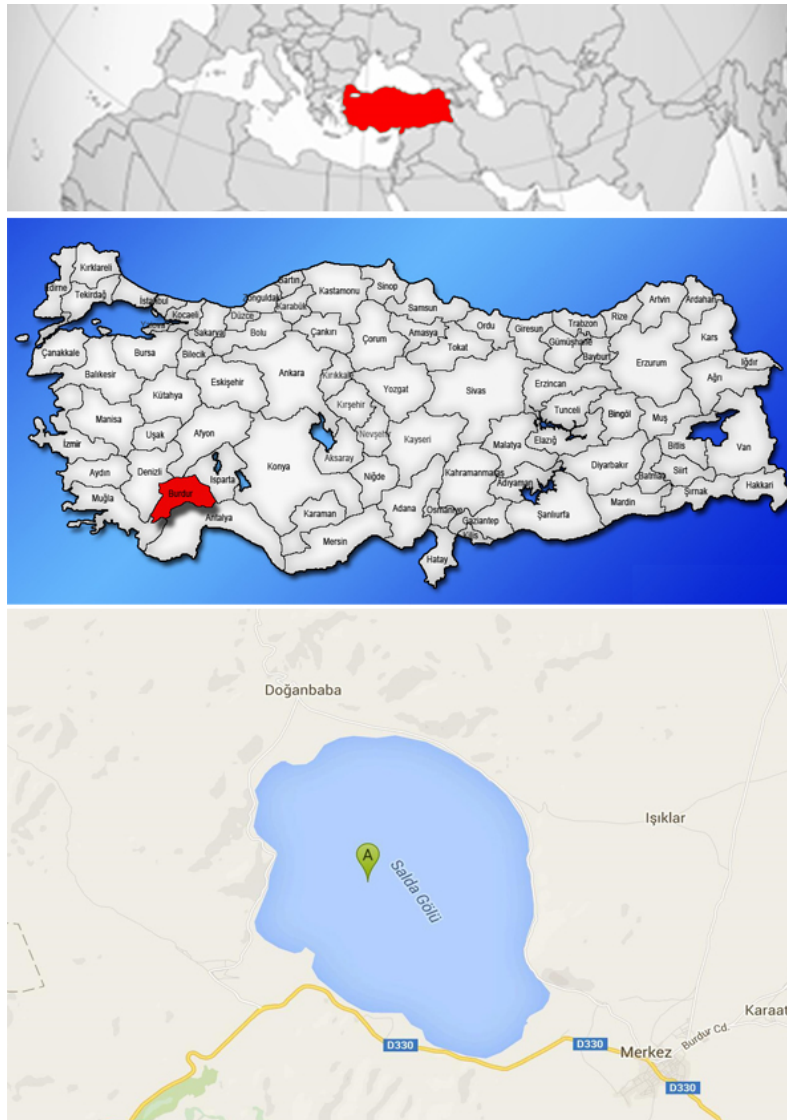 Kırklareli
Edirne
Tekirdağ
İstanbul
Kocaeli
Yalova
Sakarya
Düzce
Zonguldak
Bartın
Karabük
Kastamonu
Sinop
Samsun
Ordu
Giresun
Trabzon
Rize
Artvin
Ardahan
Çanakkale
Balıkesir
Bursa
Bilecik
Bolu
Çankırı
Çorum
Amasya
Tokat
Gümüşhane
Bayburt
Erzurum
Kars
Iğdır
Kütahya
Eskişehir
Ankara
Kırıkkale
Yozgat
Sivas
Erzincan
Ağrı
Manisa
Uşak
Afyon
Kırşehir
Nevşehir
Kayseri
Malatya
Elazığ
Tunceli
Bingöl
Muş
Bitlis
Van
İzmir
Aydın
Denizli
Isparta
Konya
Aksaray
Niğde
Kahramanmaraş
Adıyaman
Diyarbakır
Batman
Siirt
Hakkari
Muğla
Burdur
Antalya
Karaman
Mersin
Adana
Osmaniye
Gaziantep
Kilis
Şanlıurfa
Mardin
Şırnak
Hatay
Doğanbaba
Işıklar
A
Salda Gölü
Karaat
Burdur Cd.
D330
D330
Merkez
D330